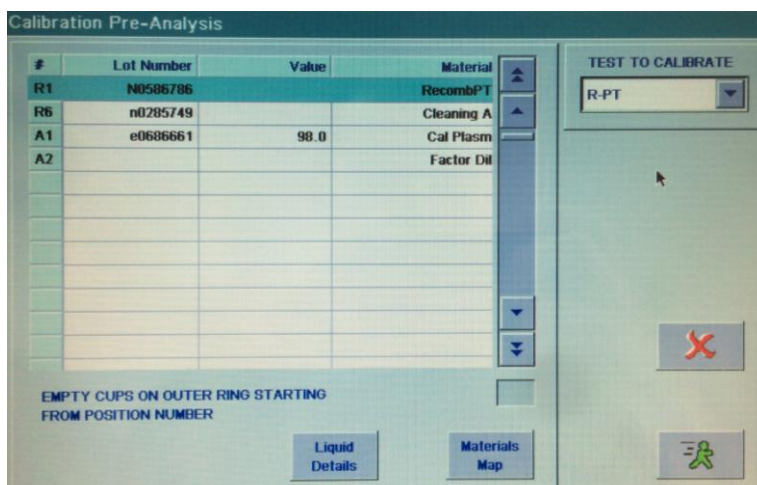 Calibration Pre-Analysis
# Lot Number Value Material
R1 N0586786 RecombPT
R6 n0285749 Cleaning A
A1 e0686661 98.0 Cal Plasm
A2 Factor Dil
TEST TO CALIBRATE
R-PT
EMPTY CUPS ON OUTER RING STARTING
FROM POSITION NUMBER
Liquid
Details
Materials
Map